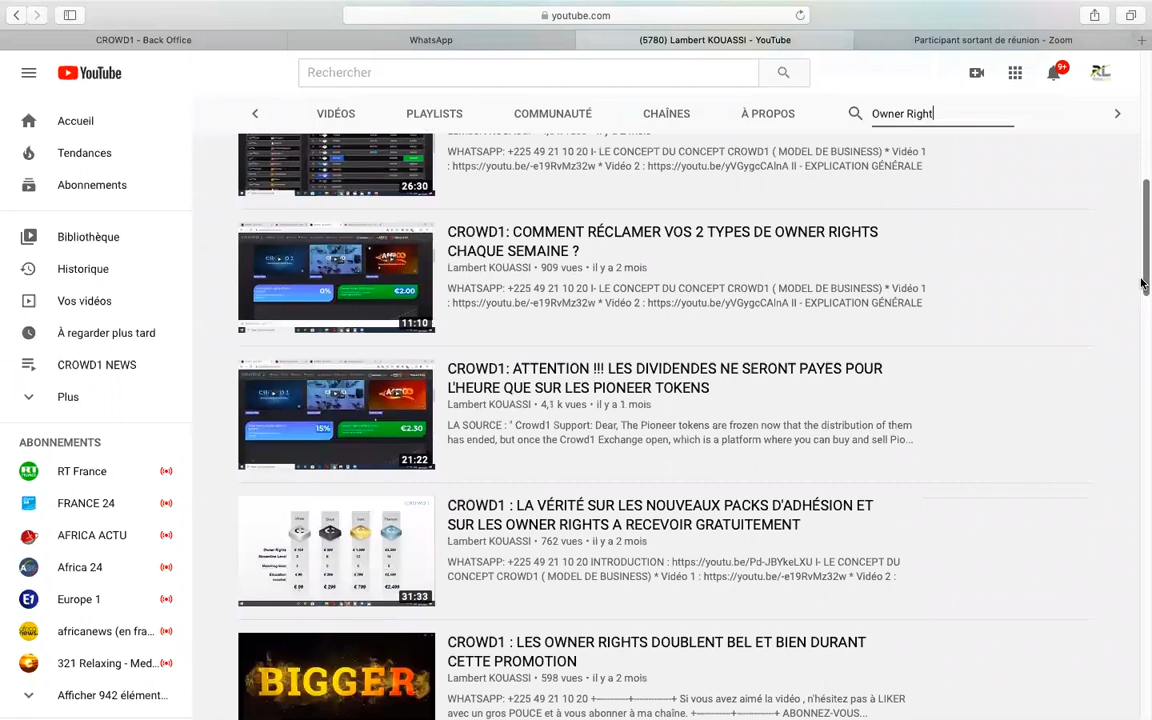 youtube.com
CROWD1 - Back Office
WhatsApp
(5780) Lambert KOUASSI - YouTube
Participant sortant de réunion - Zoom
YouTube
Rechercher
9+
VIDÉOS
PLAYLISTS
COMMUNAUTÉ
CHAÎNES
À PROPOS
Owner Right
Accueil
Tendances
Abonnements
Bibliothèque
Historique
Vos vidéos
À regarder plus tard
CROWD1 NEWS
Plus
ABONNEMENTS
RT France
FRANCE 24
AFRICA ACTU
Africa 24
Europe 1
africanews (en fra...
321 Relaxing - Med...
Afficher 942 élément...
WHATSAPP: +225 49 21 10 20 I- LE CONCEPT DU CONCEPT CROWD1 ( MODEL DE BUSINESS) * Vidéo 1
: https://youtu.be/-e19RvMz32w * Vidéo 2 : https://youtu.be/yVGygcCAlnA II - EXPLICATION GÉNÉRALE
26:30
CROWD1: COMMENT RÉCLAMER VOS 2 TYPES DE OWNER RIGHTS
CHAQUE SEMAINE ?
Lambert KOUASSI • 909 vues • il y a 2 mois
WHATSAPP: +225 49 21 10 20 I- LE CONCEPT DU CONCEPT CROWD1 ( MODEL DE BUSINESS) * Vidéo 1
: https://youtu.be/-e19RvMz32w * Vidéo 2 : https://youtu.be/yVGygcCAlnA II - EXPLICATION GÉNÉRALE
0%
€2.00
11:10
CROWD1: ATTENTION !!! LES DIVIDENDES NE SERONT PAYES POUR
L'HEURE QUE SUR LES PIONEER TOKENS
Lambert KOUASSI • 4,1 k vues • il y a 1 mois
LA SOURCE : " Crowd1 Support: Dear, The Pioneer tokens are frozen now that the distribution of them
has ended, but once the Crowd1 Exchange open, which is a platform where you can buy and sell Pio...
15%
€2.30
21:22
CROWD1 : LA VÉRITÉ SUR LES NOUVEAUX PACKS D'ADHÉSION ET
SUR LES OWNER RIGHTS A RECEVOIR GRATUITEMENT
Lambert KOUASSI • 762 vues • il y a 2 mois
WHATSAPP: +225 49 21 10 20 INTRODUCTION : https://youtu.be/Pd-JBYkeLXU I- LE CONCEPT DU
CONCEPT CROWD1 ( MODEL DE BUSINESS) * Vidéo 1 : https://youtu.be/-e19RvMz32w * Vidéo 2 :
31:33
CROWD1 : LES OWNER RIGHTS DOUBLENT BEL ET BIEN DURANT
CETTE PROMOTION
Lambert KOUASSI • 598 vues • il y a 2 mois
WHATSAPP: +225 49 21 10 20 +----------+----------+ Si vous avez aimé la vidéo , n'hésitez pas à LIKER
avec un gros POUCE et à vous abonner à ma chaîne. +----------+----------+ ABONNEZ-VOUS...
BIGGER